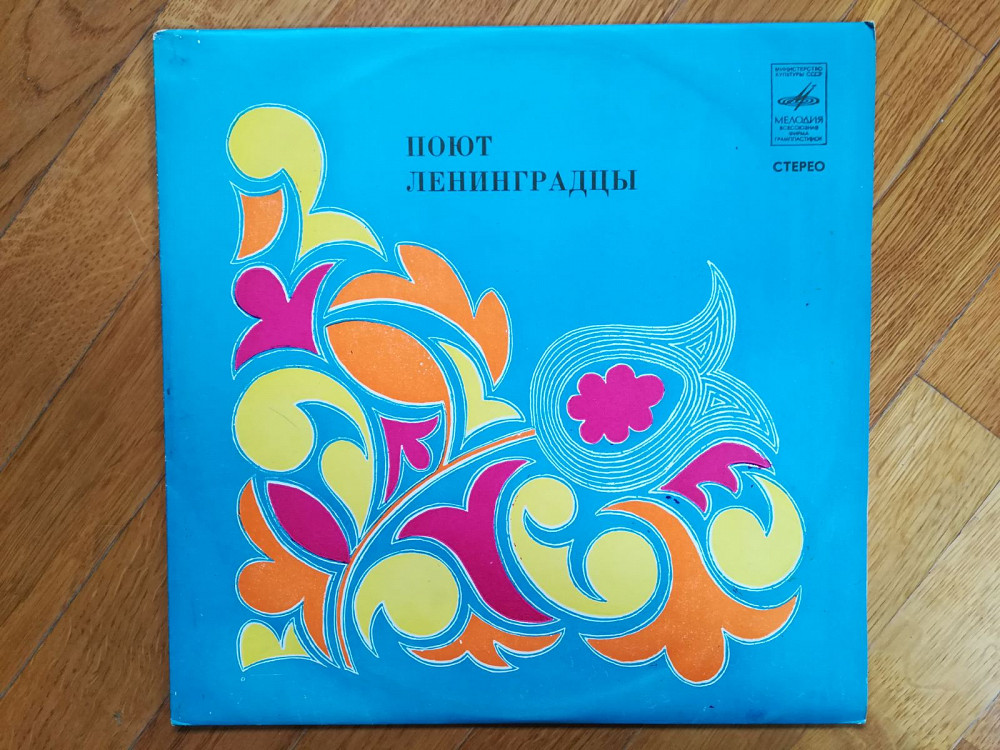 ПОЮТ
ЛЕНИНГРАДЦЫ
МИНИСТЕРСТВО
КУЛЬТУРЫ СССР
МЕЛОДИЯ
ВСЕСОЮЗНАЯ
ФИРМА
ГРАМПЛАСТИНОК
СТЕРЕО